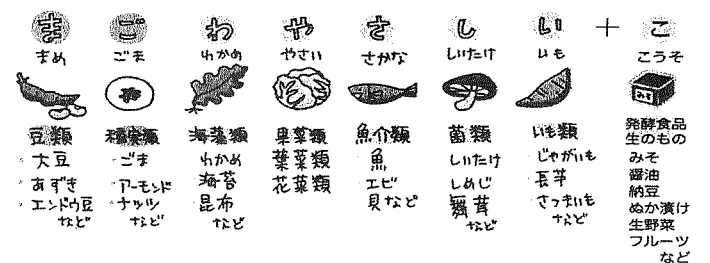 ま ご わ や さ し い + こ
まめ ごま わかめ やさい さかな しいたけ いも こうそ
みそ
豆類
・大豆
・あずき
・エンドウ豆
など
種実類
・ごま
・アーモンド
・ナッツ
など
海藻類
わかめ
海苔
昆布
など
果菜類
葉菜類
花菜類
魚介類
・魚
・エビ
貝など
菌類
しいたけ
しめじ
舞茸
など
いも類
・じゃがいも
・長芋
・さつまいも
など
発酵食品
生のもの
みそ
醤油
納豆
ぬか漬け
生野菜
フルーツ
など